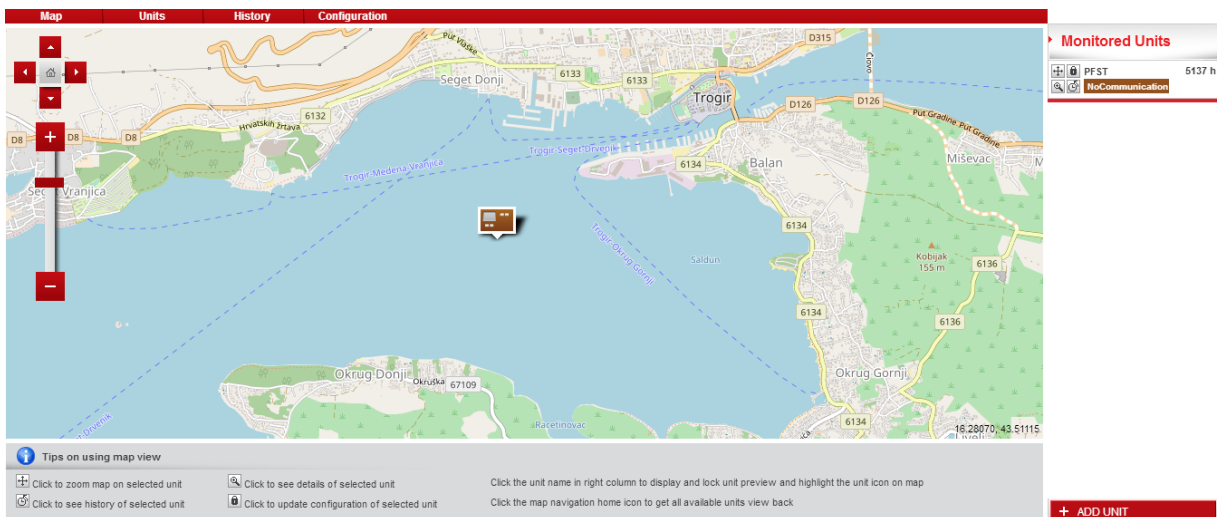 Map Units History Configuration
Monitored Units
PFST 5137 h
NoCommunication
Put Vlaške
D315
Čiovo
Seget Donji
6133
6133
Trogir
D126
D126
6132
Hrvatskih žrtava
Put Gradine Put Gradine
D8
D8
D8
Trogir-Seget-Drvenik
Trogir-Medena Vranjica
6134
Balan
Miševac
Seget Vranjica
6134
Trogir-Okrug Gornji
Saldun
Kobijak
155 m
6136
6134
6136
Okrug Donji
Okruška
67109
Okrug Gornji
Racetinovac
6134
16.28070, 43.51115
Tips on using map view
Click to zoom map on selected unit
Click to see details of selected unit
Click the unit name in right column to display and lock unit preview and highlight the unit icon on map
Click to see history of selected unit
Click to update configuration of selected unit
Click the map navigation home icon to get all available units view back
+ ADD UNIT